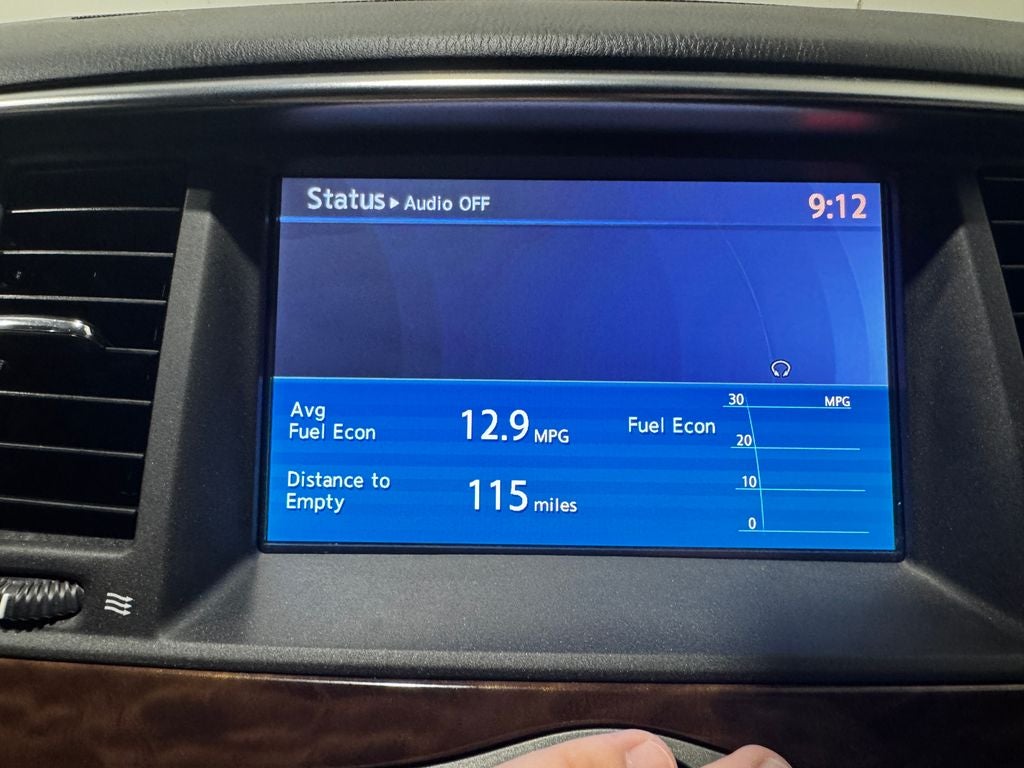 Status▸Audio OFF 9:12
Avg
Fuel Econ
12.9 MPG
Distance to
Empty
115 miles
Fuel Econ
30 MPG
20
10
0